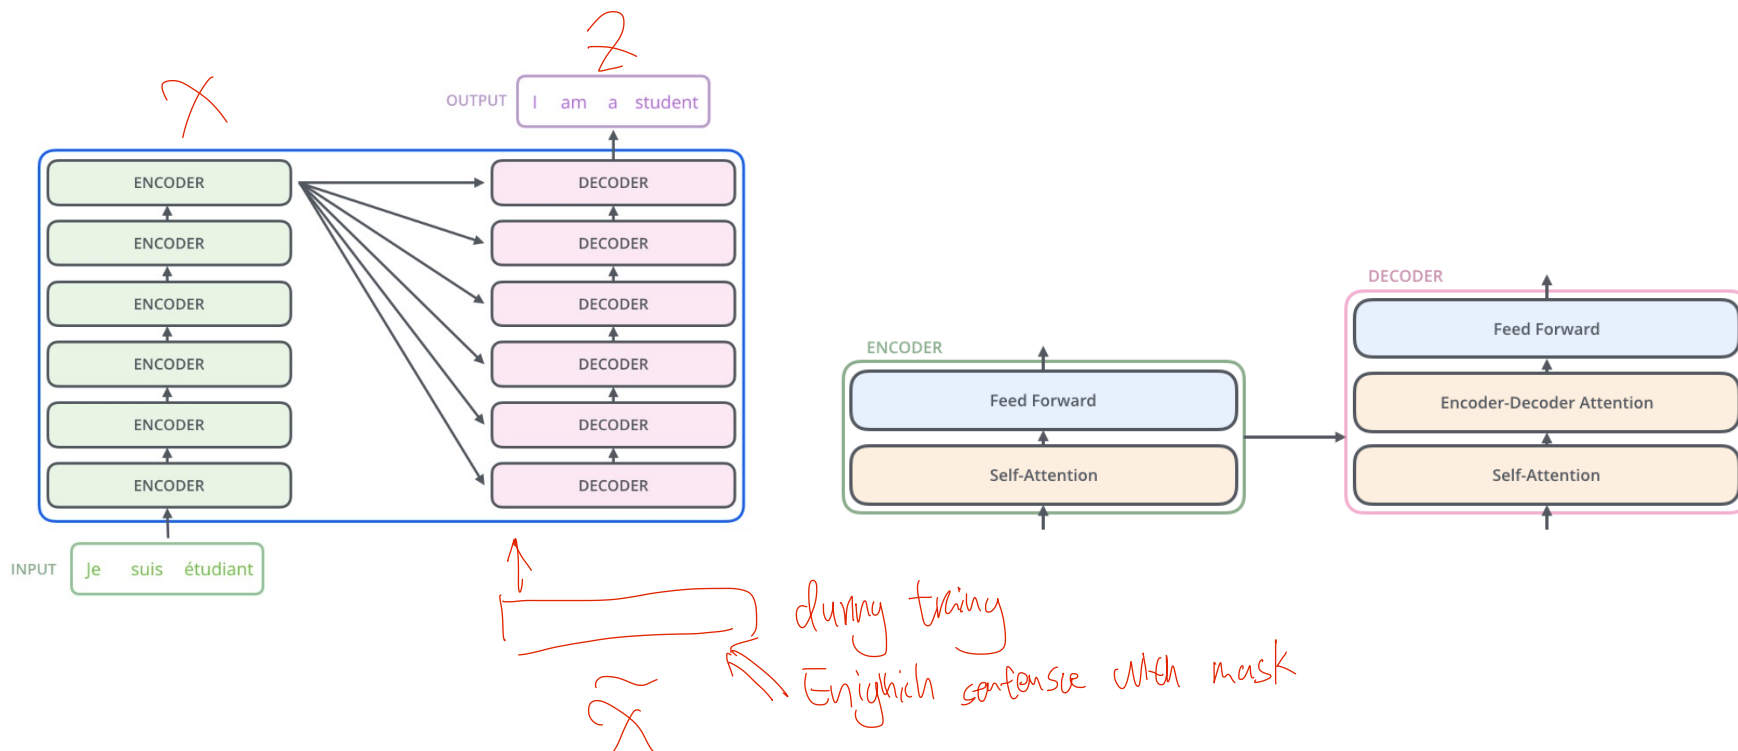 Z
X
OUTPUT I am a student
ENCODER DECODER
ENCODER DECODER
ENCODER DECODER
ENCODER DECODER
ENCODER DECODER
ENCODER DECODER
INPUT Je suis étudiant
ENCODER
Feed Forward
Self-Attention
DECODER
Feed Forward
Encoder-Decoder Attention
Self-Attention
during
with mask
X̃